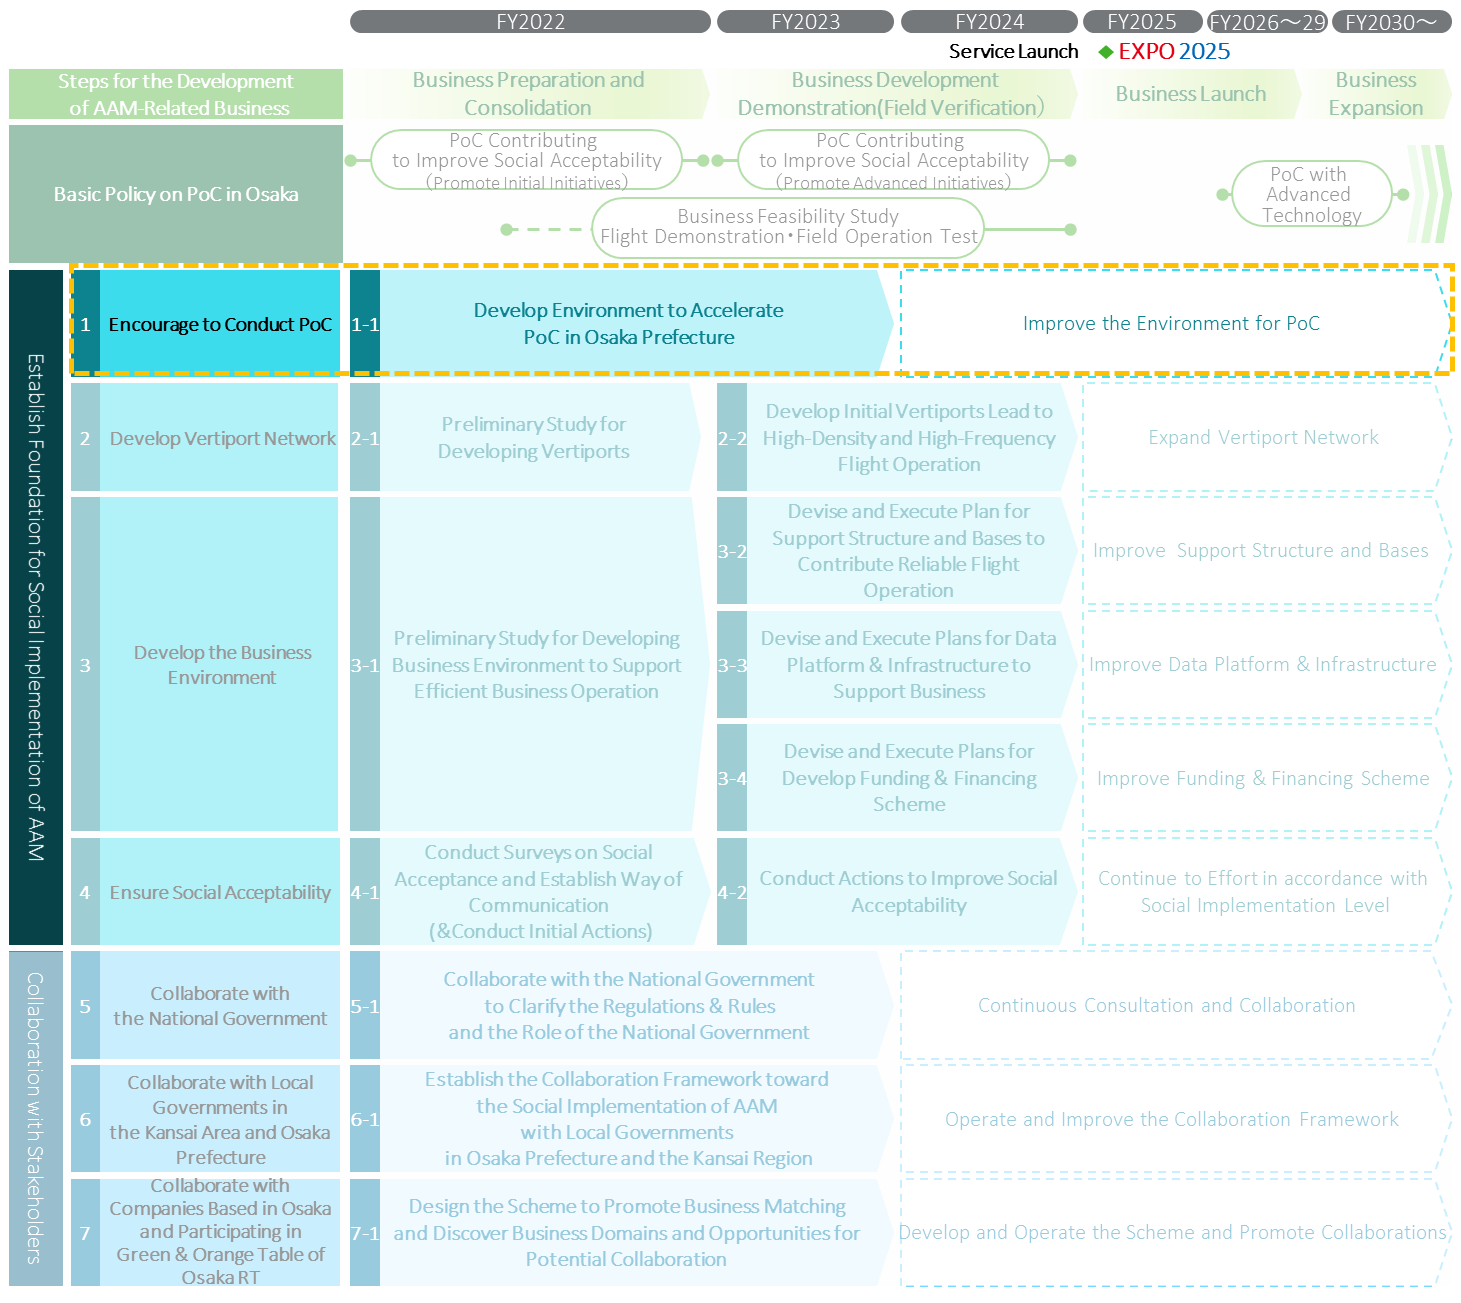 FY2022
FY2023
FY2024
FY2025
FY2026～29
FY2030～
Service Launch
EXPO 2025
Steps for the Development
of AAM-Related Business
Business Preparation and
Consolidation
Business Development
Demonstration(Field Verification）
Business Launch
Business
Expansion
Basic Policy on PoC in Osaka
PoC Contributing
to Improve Social Acceptability
（Promote Initial Initiatives）
PoC Contributing
to Improve Social Acceptability
（Promote Advanced Initiatives）
Business Feasibility Study
Flight Demonstration・Field Operation Test
PoC with
Advanced
Technology
Establish Foundation for Social Implementation of AAM
1
Encourage to Conduct PoC
1-1
Develop Environment to Accelerate
PoC in Osaka Prefecture
Improve the Environment for PoC
2
Develop Vertiport Network
2-1
Preliminary Study for
Developing Vertiports
2-2
Develop Initial Vertiports Lead to
High-Density and High-Frequency
Flight Operation
Expand Vertiport Network
3
Develop the Business
Environment
3-1
Preliminary Study for Developing
Business Environment to Support
Efficient Business Operation
3-2
Devise and Execute Plan for
Support Structure and Bases to
Contribute Reliable Flight
Operation
Improve Support Structure and Bases
3-3
Devise and Execute Plans for Data
Platform & Infrastructure to
Support Business
Improve Data Platform & Infrastructure
3-4
Devise and Execute Plans for
Develop Funding & Financing
Scheme
Improve Funding & Financing Scheme
4
Ensure Social Acceptability
4-1
Conduct Surveys on Social
Acceptance and Establish Way of
Communication
(&Conduct Initial Actions)
4-2
Conduct Actions to Improve Social
Acceptability
Continue to Effort in accordance with
Social Implementation Level
Collaboration with Stakeholders
5
Collaborate with
the National Government
5-1
Collaborate with the National Government
to Clarify the Regulations & Rules
and the Role of the National Government
Continuous Consultation and Collaboration
6
Collaborate with Local
Governments in
the Kansai Area and Osaka
Prefecture
6-1
Establish the Collaboration Framework toward
the Social Implementation of AAM
with Local Governments
in Osaka Prefecture and the Kansai Region
Operate and Improve the Collaboration Framework
7
Collaborate with
Companies Based in Osaka
and Participating in
Green & Orange Table of
Osaka RT
7-1
Design the Scheme to Promote Business Matching
and Discover Business Domains and Opportunities for
Potential Collaboration
Develop and Operate the Scheme and Promote Collaborations